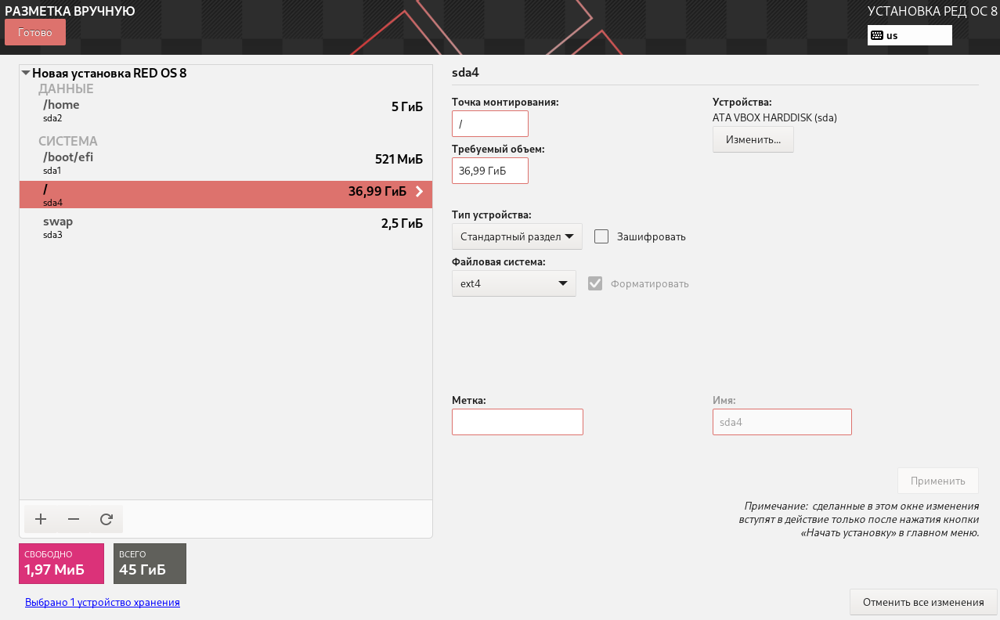 РАЗМЕТКА ВРУЧНУЮ
УСТАНОВКА РЕД ОС 8
Готово
us
Новая установка RED OS 8
ДАННЫЕ
/home
5 ГиБ
sda2
СИСТЕМА
/boot/efi
521 МиБ
sda1
/
36,99 ГиБ
sda4
swap
2,5 ГиБ
sda3
СВОБОДНО
1,97 МиБ
ВСЕГО
45 ГиБ
Выбрано 1 устройство хранения
sda4
Точка монтирования:
/
Требуемый объем:
36,99 ГиБ
Устройства:
ATA VBOX HARDDISK (sda)
Изменить...
Тип устройства:
Стандартный раздел
Зашифровать
Файловая система:
ext4
Форматировать
Метка:
Имя:
sda4
Применить
Примечание: сделанные в этом окне изменения
вступят в действие только после нажатия кнопки
«Начать установку» в главном меню.
Отменить все изменения